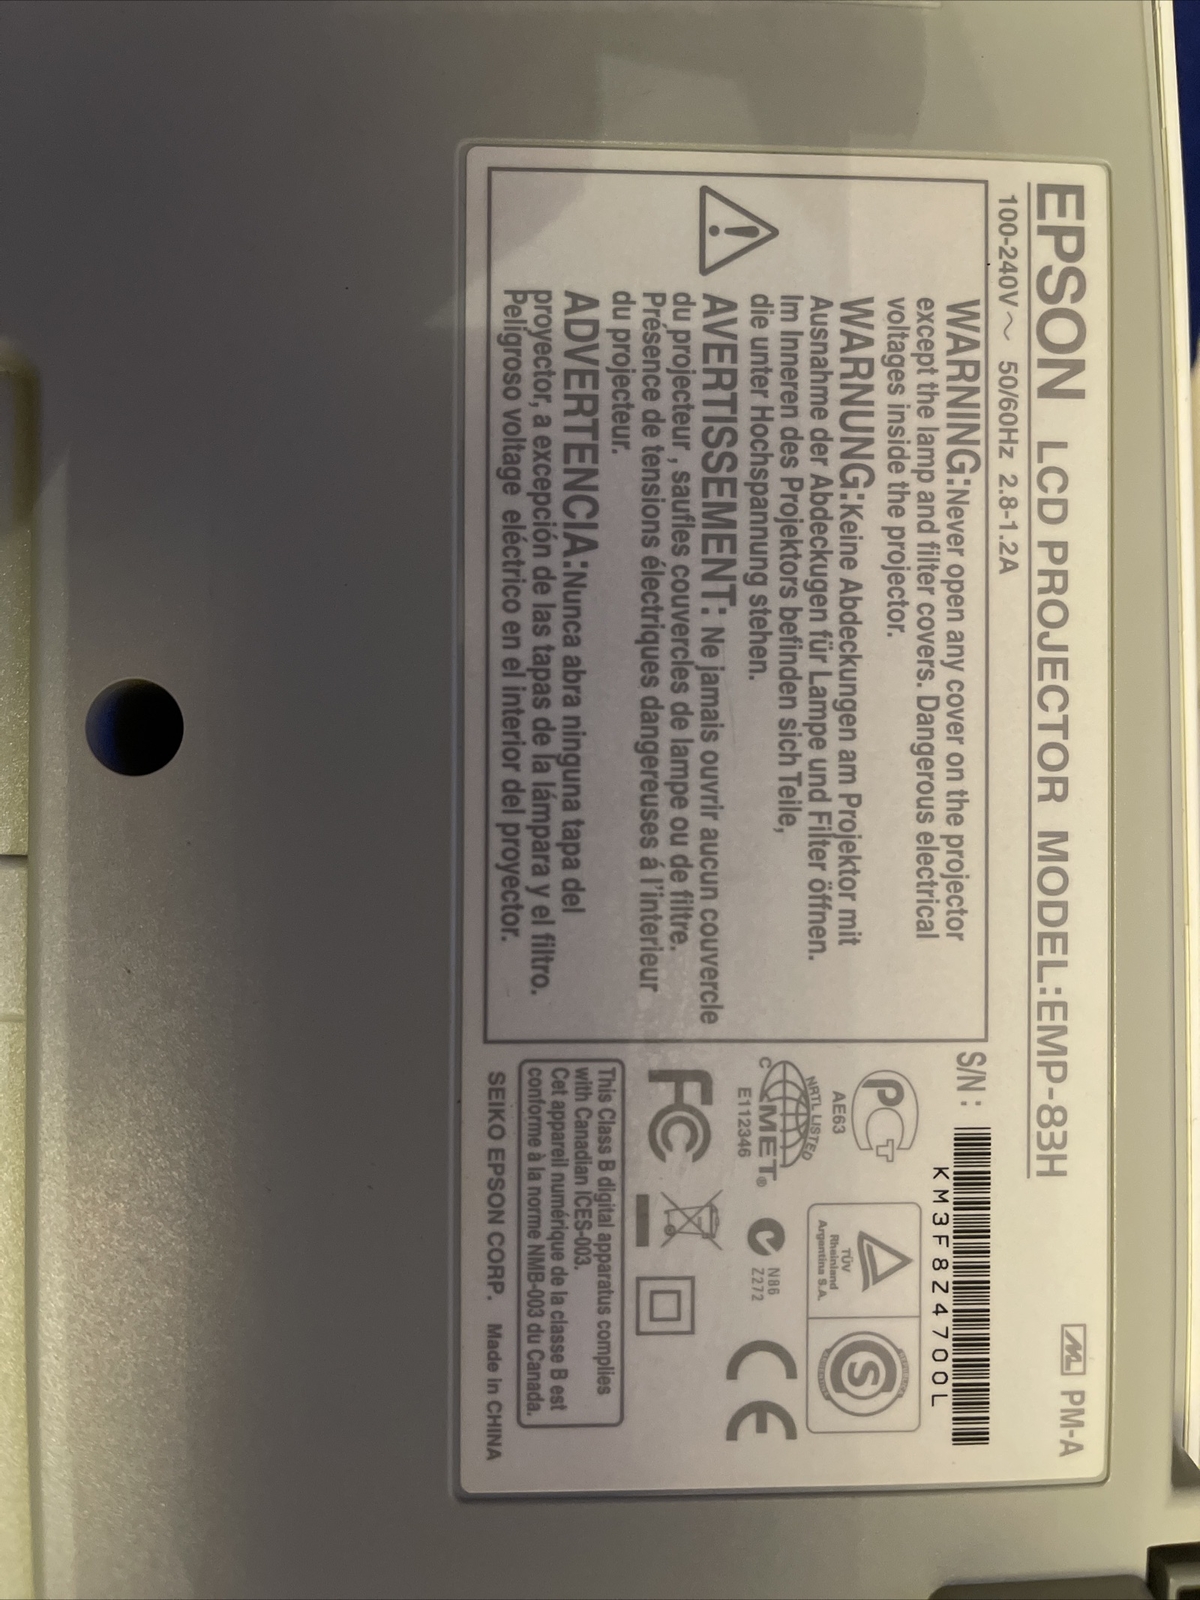 EPSON LCD PROJECTOR MODEL:EMP-83H
PM-A
100-240V~ 50/60Hz 2.8-1.2A
S/N :
KM3F8Z4700L
WARNING:Never open any cover on the projector
except the lamp and filter covers. Dangerous electrical
voltages inside the projector.
WARNUNG:Keine Abdeckungen am Projektor mit
Ausnahme der Abdeckugen für Lampe und Filter öffnen.
Im Inneren des Projektors befinden sich Teile,
die unter Hochspannung stehen.
AVERTISSEMENT: Ne jamais ouvrir aucun couvercle
du projecteur , saufles couvercles de lampe ou de filtre.
Présence de tensions électriques dangereuses á l'interieur
du projecteur.
ADVERTENCIA:Nunca abra ninguna tapa del
proyector, a excepción de las tapas de la lámpara y el filtro.
Peligroso voltage eléctrico en el interior del proyector.
PCT
AE63
TÜV
Rheinland
Argentina S.A.
S
NRTL LISTED
C MET®
E112346
N86
Z272
CE
FC
This Class B digital apparatus complies
with Canadian ICES-003.
Cet appareil numérique de la classe B est
conforme à la norme NMB-003 du Canada.
SEIKO EPSON CORP. Made in CHINA